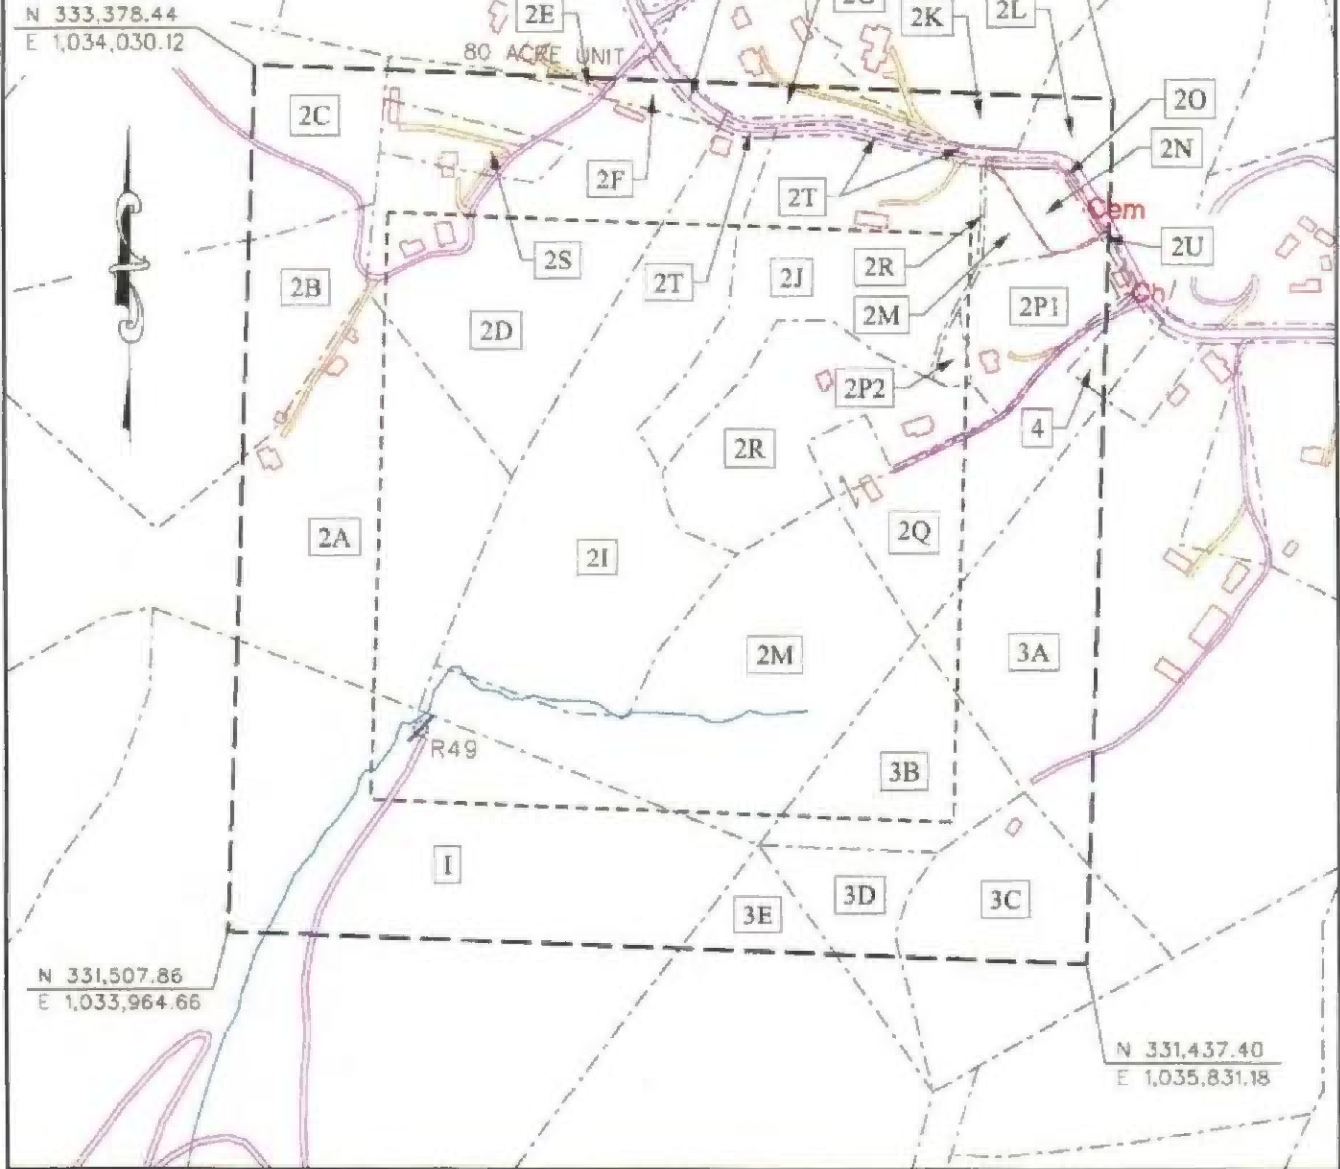 N 333,378.44
E 1,034,030.12
2E
2K
2L
80 ACRE UNIT
2C
2O
2N
2F
2T
Cem
2S
2R
2U
2T
2J
2B
Ch
2M
2P1
2D
2P2
4
2R
2A
2I
2Q
2M
3A
R49
3B
I
3D
3C
3E
N 331,507.86
E 1,033,964.66
N 331,437.40
E 1,035,831.18